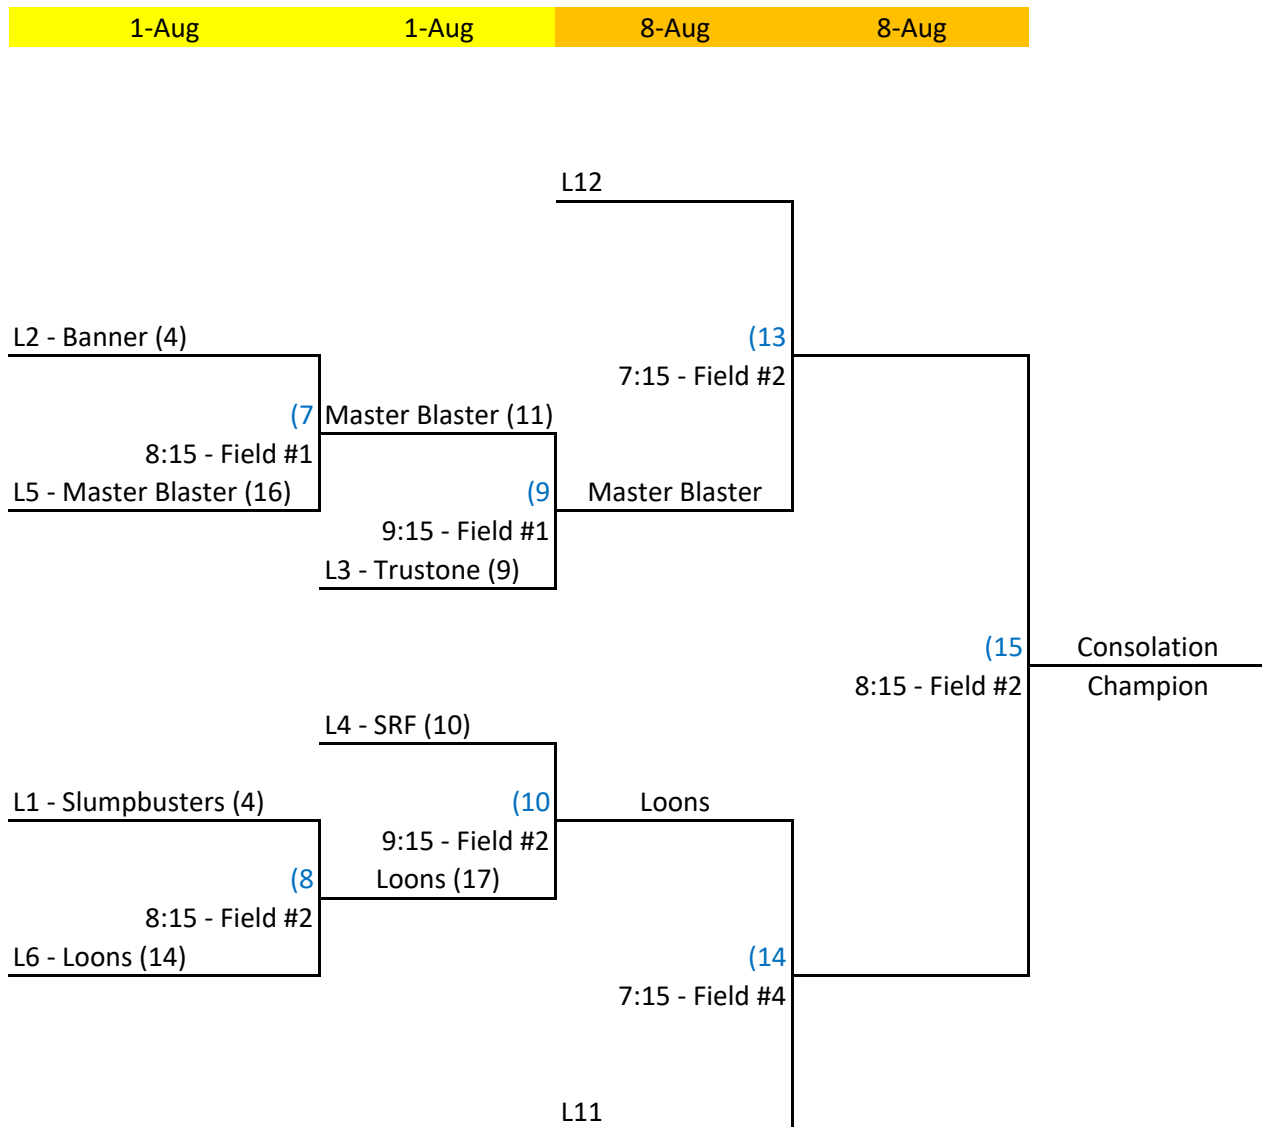 1-Aug 1-Aug 8-Aug 8-Aug
L12
L2 - Banner (4)
(13
7:15 - Field #2
(7 Master Blaster (11)
8:15 - Field #1
L5 - Master Blaster (16)
(9 Master Blaster
9:15 - Field #1
L3 - Trustone (9)
(15 Consolation
8:15 - Field #2 Champion
L4 - SRF (10)
L1 - Slumpbusters (4)
(10 Loons
9:15 - Field #2
(8 Loons (17)
8:15 - Field #2
L6 - Loons (14)
(14
7:15 - Field #4
L11